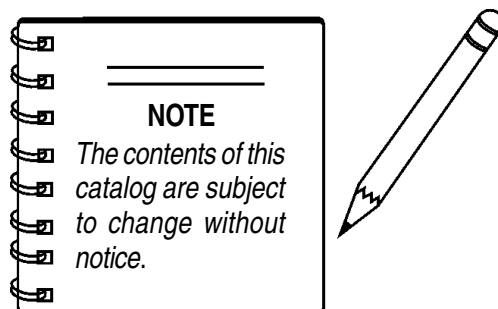 NOTE
The contents of this
catalog are subject
to change without
notice.